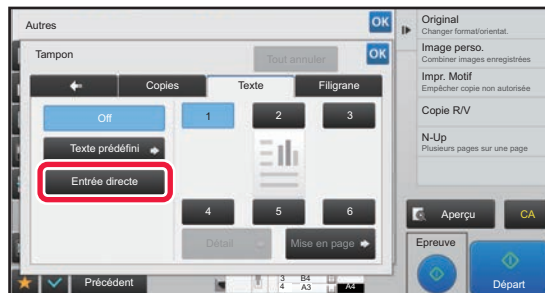 Autres
OK
Tampon
Tout annuler
OK
Copies
Texte
Filigrane
Off
Texte prédéfini
Entrée directe
1
2
3
4
5
6
Détail
Mise en page
Précédent
3 B4
4 A3
A4
Original
Changer format/orientat.
Image perso.
Combiner images enregistrées
Impr. Motif
Empêcher copie non autorisée
Copie R/V
N-Up
Plusieurs pages sur une page
Aperçu
CA
Epreuve
Départ